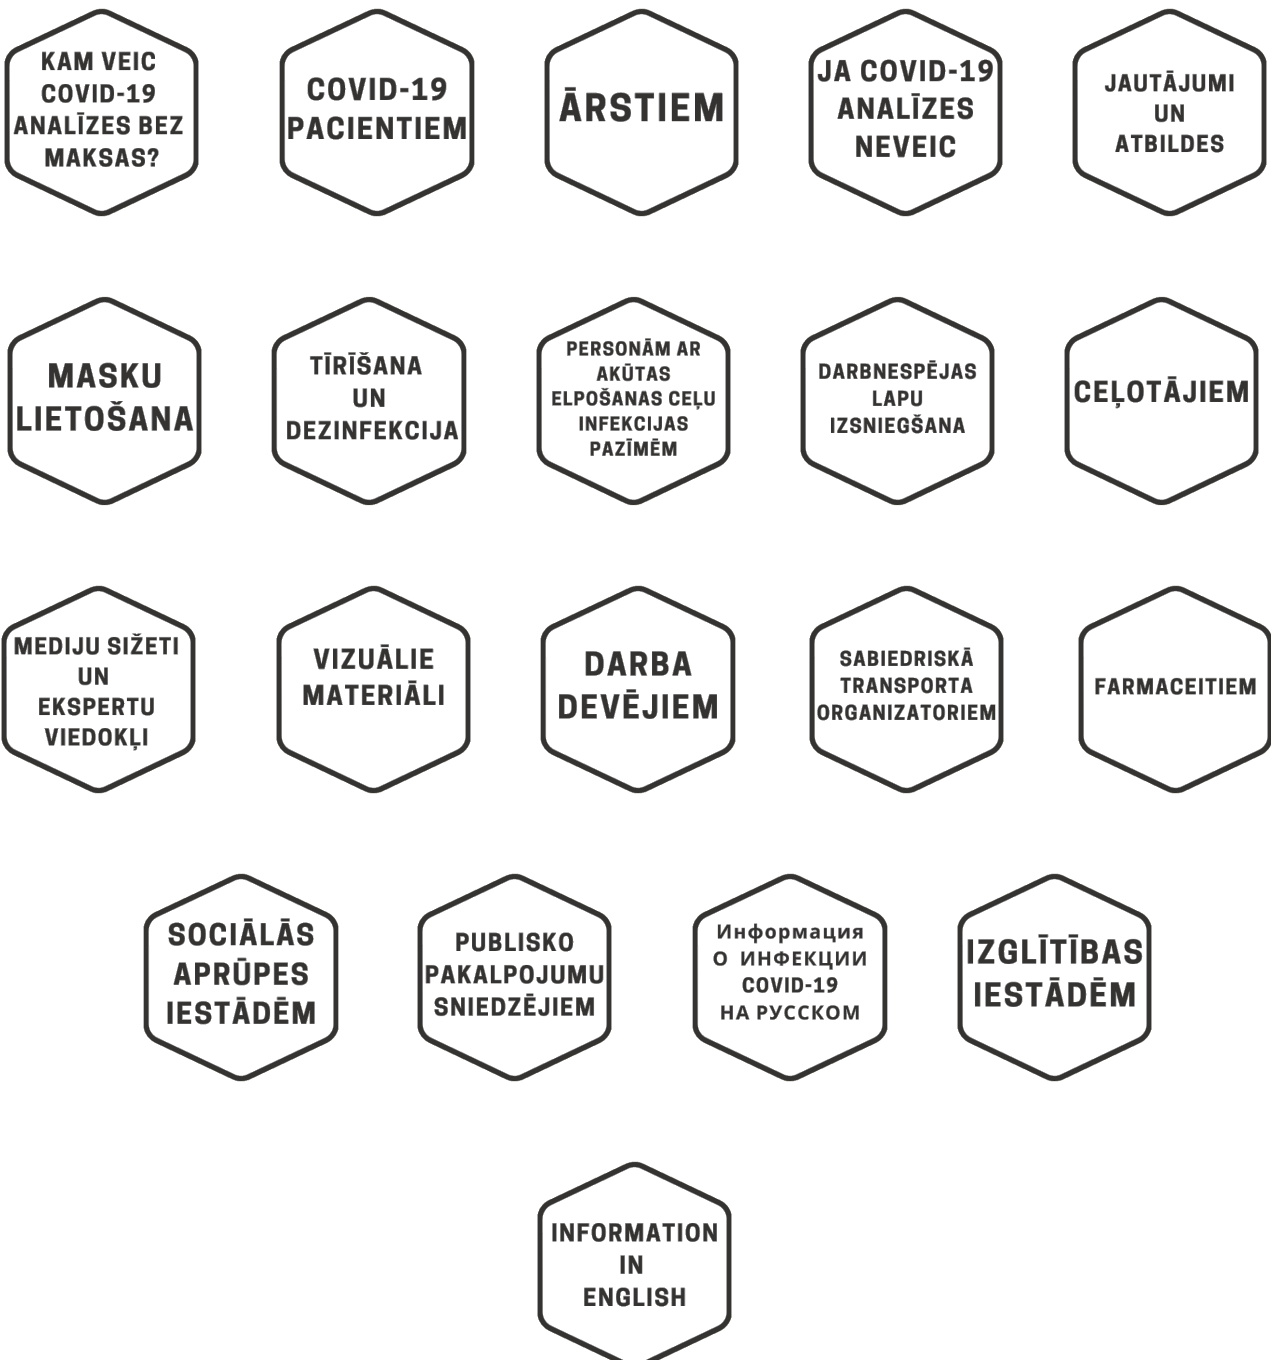 KAM VEIC
COVID-19
ANALĪZES BEZ
MAKSAS?
COVID-19
PACIENTIEM
ĀRSTIEM
JA COVID-19
ANALĪZES
NEVEIC
JAUTĀJUMI
UN
ATBILDES
MASKU
LIETOŠANA
TĪRĪŠANA
UN
DEZINFEKCIJA
PERSONĀM AR
AKŪTAS
ELPOŠANAS CEĻU
INFEKCIJAS
PAZĪMĒM
DARBNESPĒJAS
LAPU
IZSNIEGŠANA
CEĻOTĀJIEM
MEDIJU SIŽETI
UN
EKSPERTU
VIEDOKĻI
VIZUĀLIE
MATERIĀLI
DARBA
DEVĒJIEM
SABIEDRISKĀ
TRANSPORTA
ORGANIZATORIEM
FARMACEITIEM
SOCIĀLĀS
APRŪPES
IESTĀDĒM
PUBLISKO
PAKALPOJUMU
SNIEDZĒJIEM
Информация
О ИНФЕКЦИИ
COVID-19
НА РУССКОМ
IZGLĪTĪBAS
IESTĀDĒM
INFORMATION
IN
ENGLISH